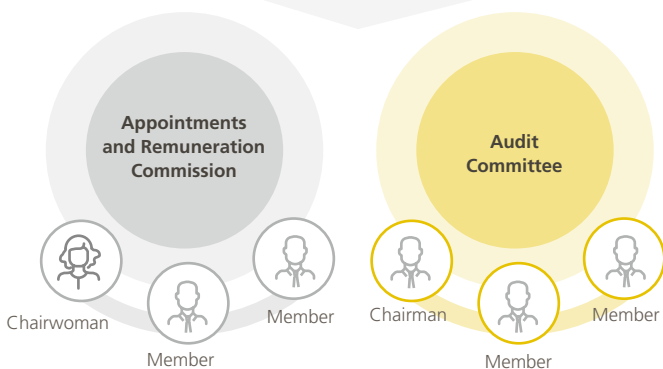 Appointments
and Remuneration
Commission
Chairwoman
Member
Member
Audit
Committee
Chairman
Member
Member